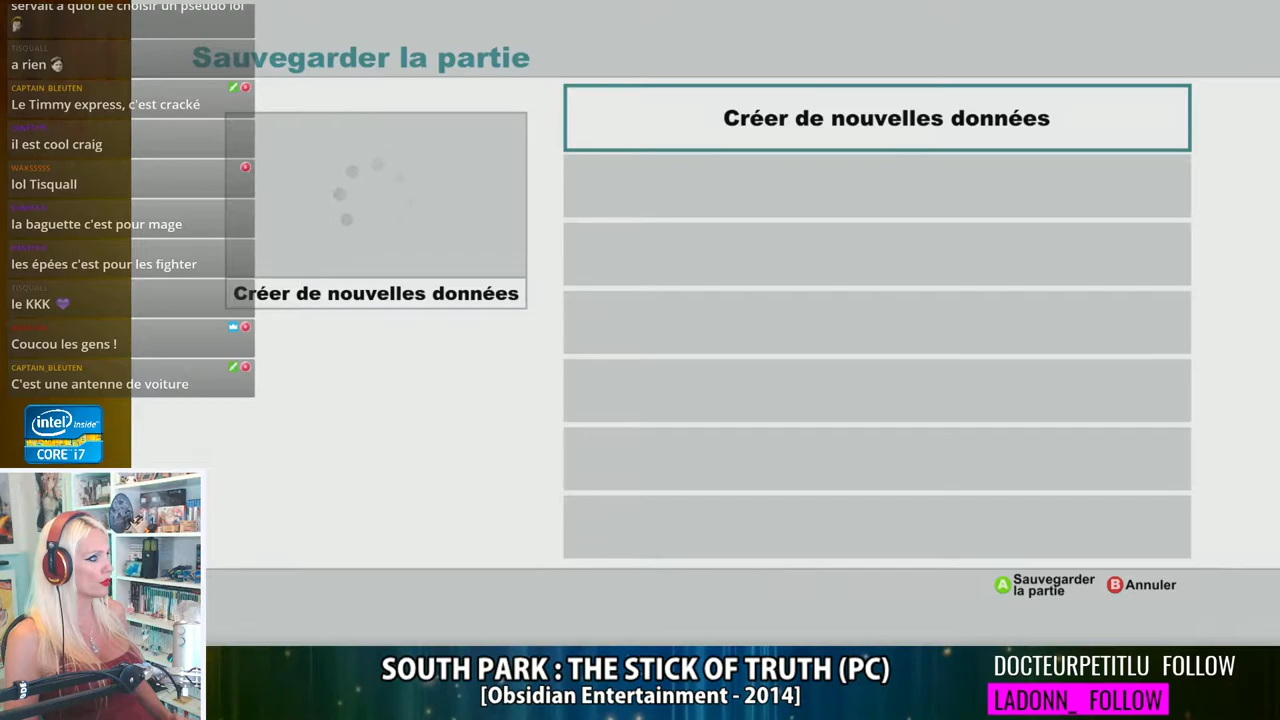 servait a quoi de choisir un pseudo lol
TISQUALL
a rien
CAPTAIN_BLEUTEN
Le Timmy express, c'est cracké
il est cool craig
WAKSSSSS
lol Tisquall
la baguette c'est pour mage
les épées c'est pour les fighter
TISQUALL
le KKK
Coucou les gens !
CAPTAIN_BLEUTEN
C'est une antenne de voiture
intel inside™
CORE i7
Sauvegarder la partie
Créer de nouvelles données
Créer de nouvelles données
A Sauvegarder
la partie
B Annuler
SOUTH PARK : THE STICK OF TRUTH (PC)
[Obsidian Entertainment - 2014]
DOCTEURPETITLU FOLLOW
LADONN_ FOLLOW